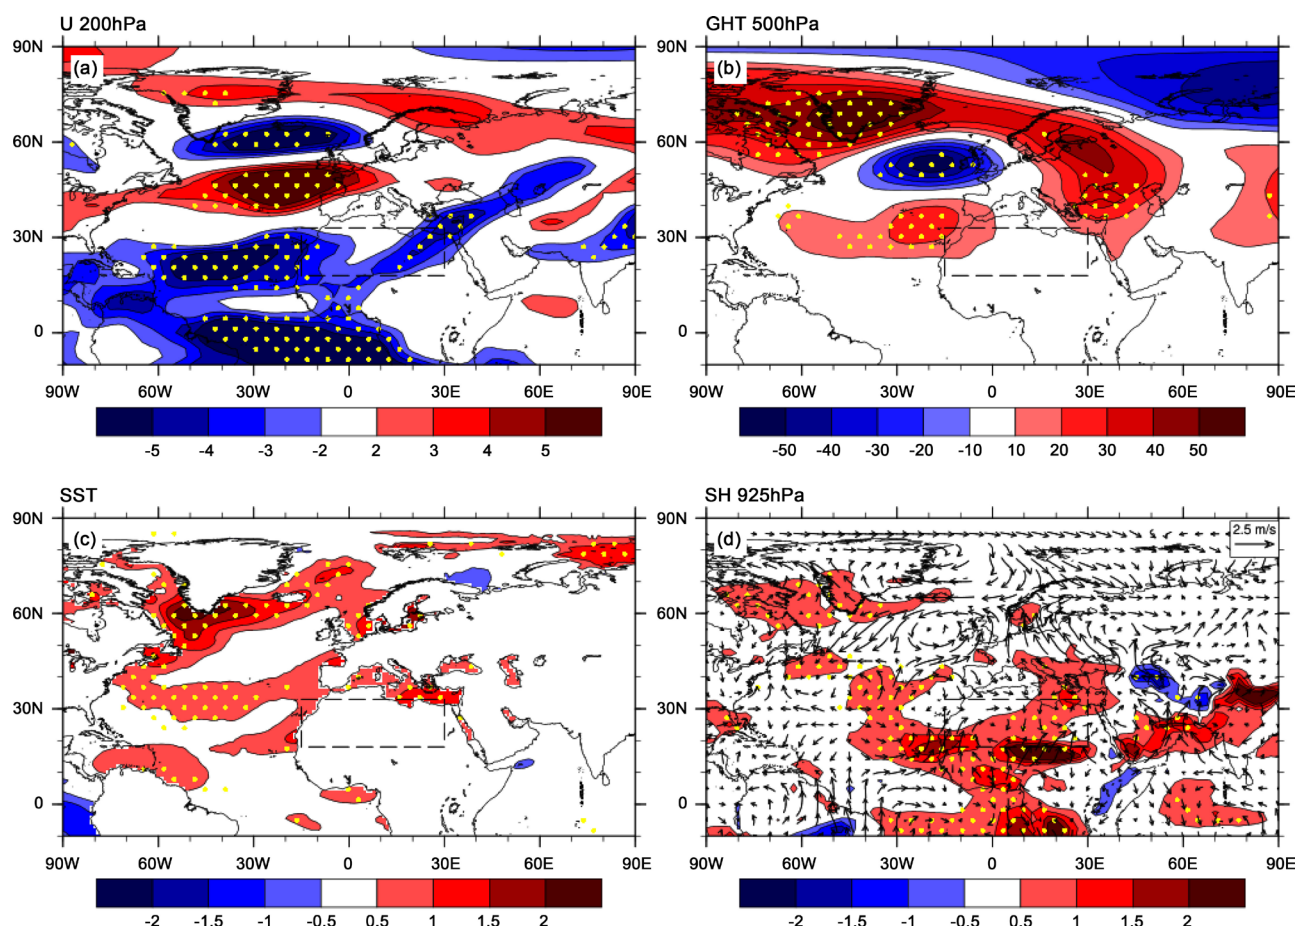 U 200hPa
GHT 500hPa
90N
(a)
60N
30N
0
90W 60W 30W 0 30E 60E 90E
-5 -4 -3 -2 2 3 4 5
90N
(b)
60N
30N
0
90W 60W 30W 0 30E 60E 90E
-50 -40 -30 -20 -10 10 20 30 40 50
SST
SH 925hPa
90N
(c)
60N
30N
0
90W 60W 30W 0 30E 60E 90E
-2 -1.5 -1 -0.5 0.5 1 1.5 2
90N
(d)
2.5 m/s
60N
30N
0
90W 60W 30W 0 30E 60E 90E
-2 -1.5 -1 -0.5 0.5 1 1.5 2